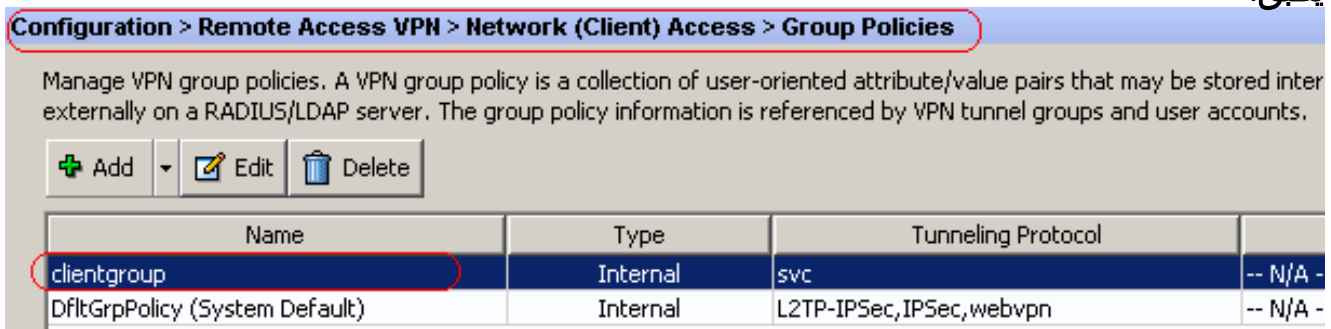 Configuration > Remote Access VPN > Network (Client) Access > Group Policies
Manage VPN group policies. A VPN group policy is a collection of user-oriented attribute/value pairs that may be stored inter
externally on a RADIUS/LDAP server. The group policy information is referenced by VPN tunnel groups and user accounts.
Add Edit Delete
Name Type Tunneling Protocol
clientgroup Internal svc -- N/A -
DfltGrpPolicy (System Default) Internal L2TP-IPSec,IPSec,webvpn -- N/A -